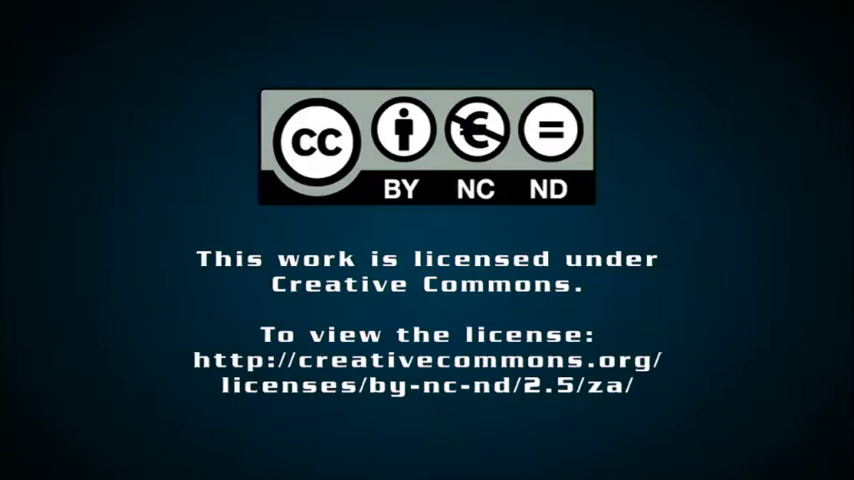 CC
BY NC ND
This work is licensed under
Creative Commons.
To view the license:
http://creativecommons.org/
licenses/by-nc-nd/2.5/za/